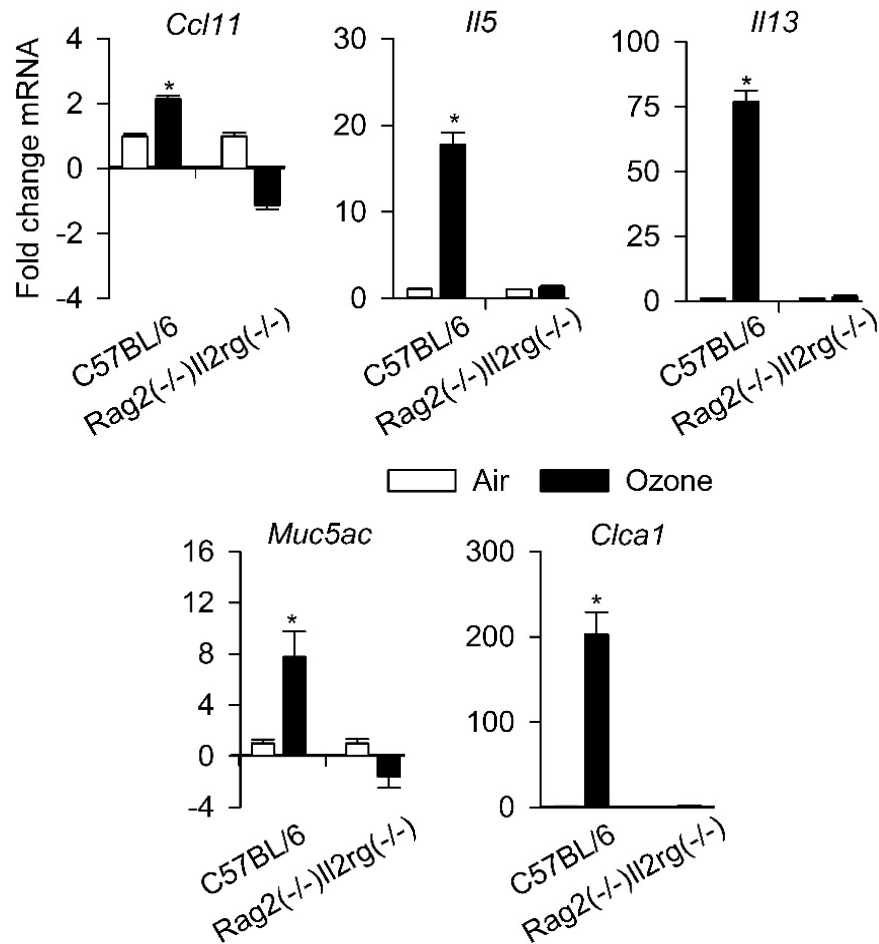 Ccl11
Il5
Il13
Fold change mRNA
4
2
0
-2
-4
30
20
10
0
100
75
50
25
0
*
*
*
C57BL/6
Rag2(-/-)Il2rg(-/-)
C57BL/6
Rag2(-/-)Il2rg(-/-)
C57BL/6
Rag2(-/-)Il2rg(-/-)
Air
Ozone
Muc5ac
Clca1
16
12
8
4
0
-4
300
200
100
0
*
*
C57BL/6
Rag2(-/-)Il2rg(-/-)
C57BL/6
Rag2(-/-)Il2rg(-/-)